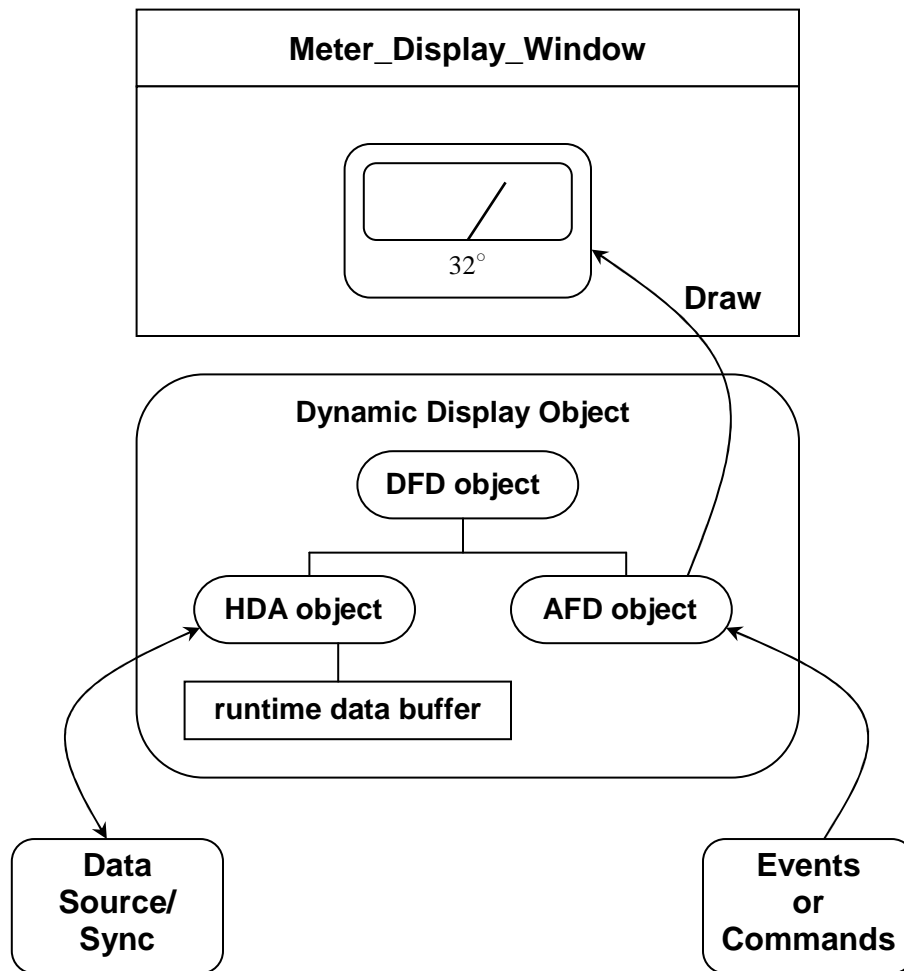 Meter_Display_Window
32°
Draw
Dynamic Display Object
DFD object
HDA object
AFD object
runtime data buffer
Data
Source/
Sync
Events
or
Commands